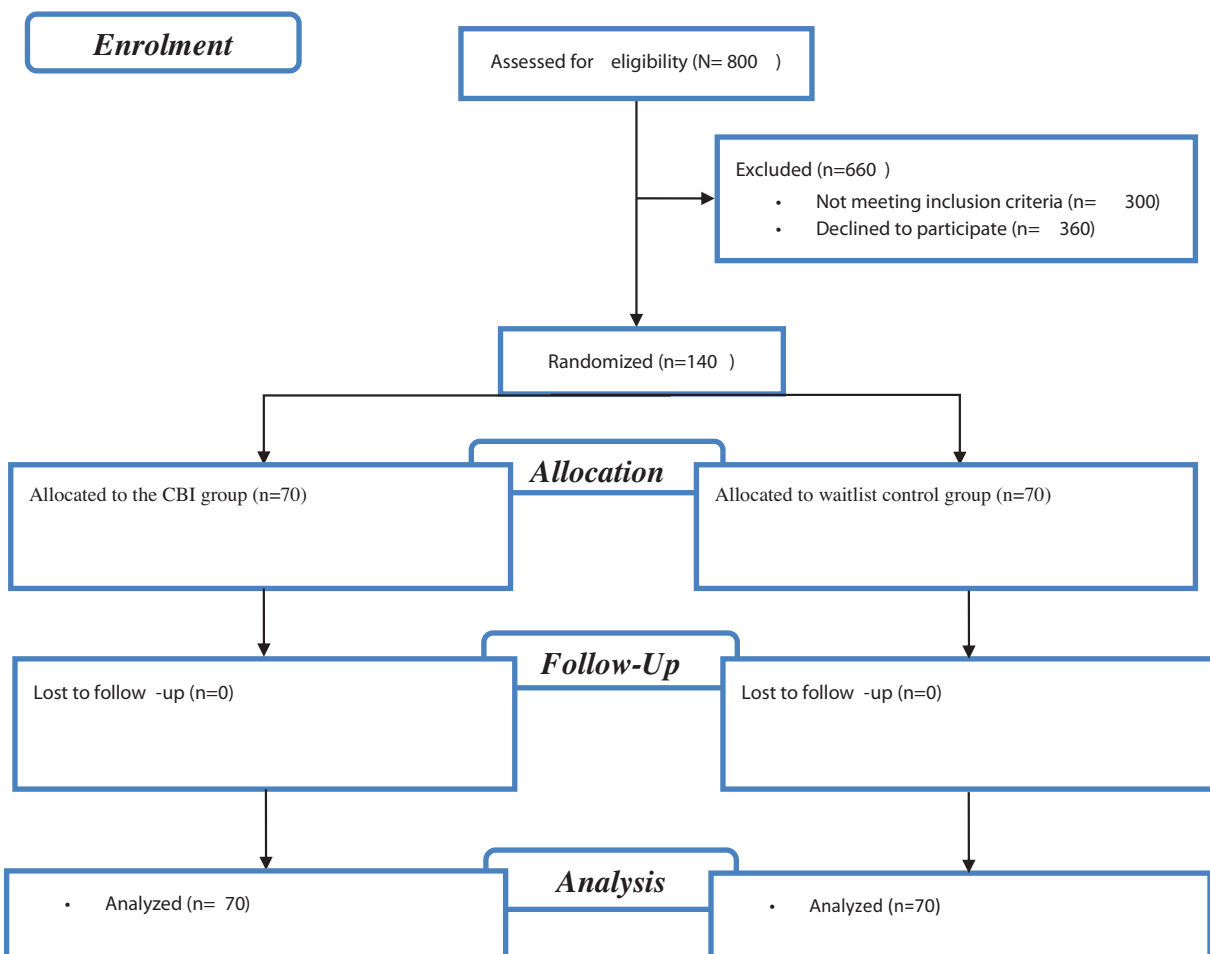 Enrolment
Assessed for eligibility (N= 800 )
Excluded (n=660 )
• Not meeting inclusion criteria (n= 300)
• Declined to participate (n= 360)
Randomized (n=140 )
Allocation
Allocated to the CBI group (n=70)
Allocated to waitlist control group (n=70)
Follow-Up
Lost to follow -up (n=0)
Lost to follow -up (n=0)
Analysis
• Analyzed (n= 70)
• Analyzed (n=70)